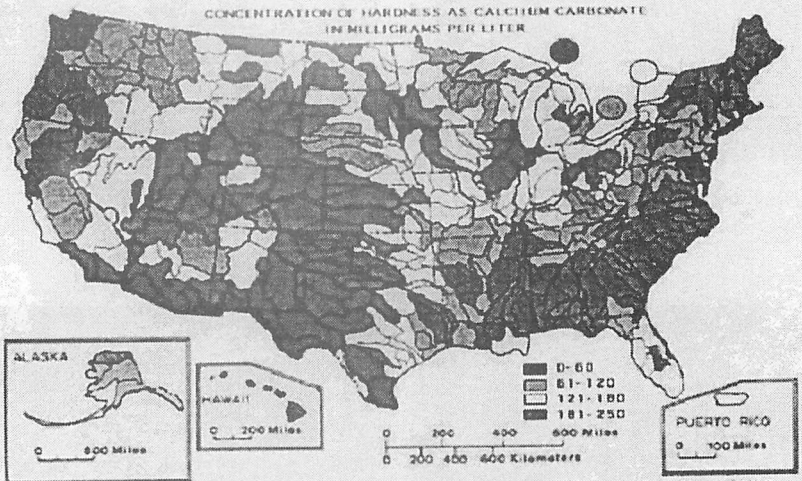 CONCENTRATION OF HARDNESS AS CALCIUM CARBONATE
IN MILLIGRAMS PER LITER
ALASKA
0 800 Miles
HAWAII
0 200 Miles
0-60
61-120
121-180
181-250
0 200 400 600 Miles
0 200 400 600 Kilometers
PUERTO RICO
0 100 Miles